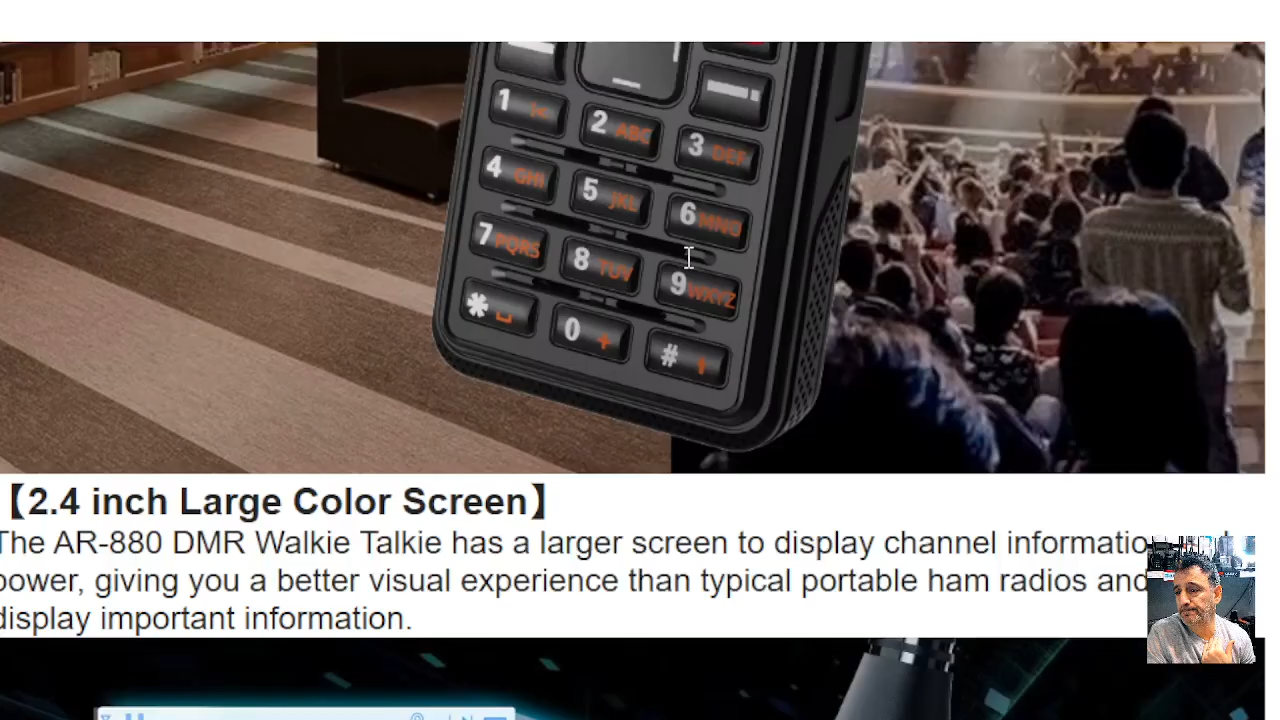 1
2 ABC
3 DEF
4 GHI
5 JKL
6 MNO
7 PQRS
8 TUV
9 WXYZ
* ␣
0 +
#
【2.4 inch Large Color Screen】
The AR-880 DMR Walkie Talkie has a larger screen to display channel
power, giving you a better visual experience than typical portable ham radios and
display important information.